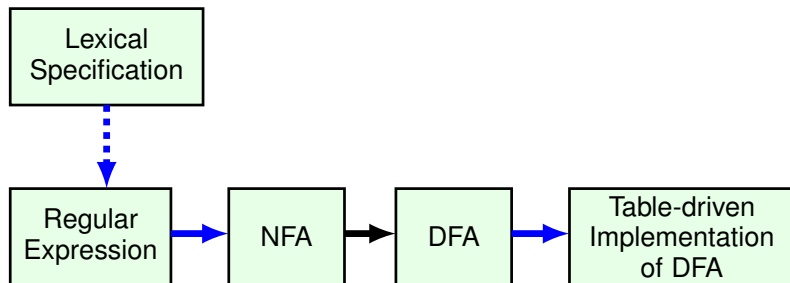 Lexical
Specification
Regular
Expression
NFA
DFA
Table-driven
Implementation
of DFA